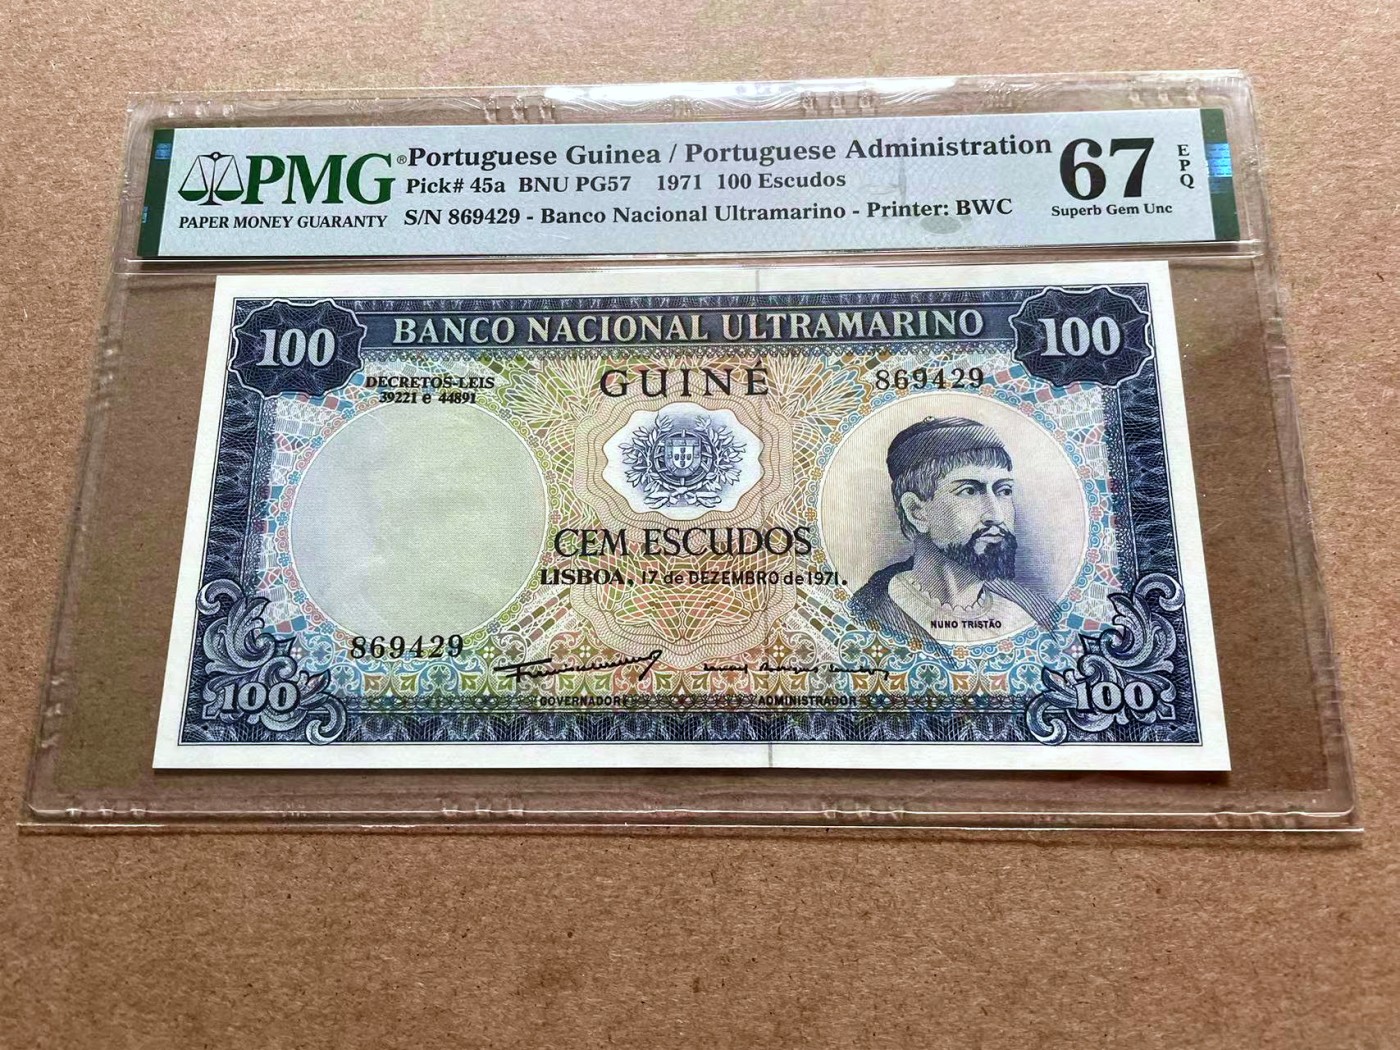 PMG®
PAPER MONEY GUARANTY
Portuguese Guinea / Portuguese Administration
Pick# 45a BNU PG57 1971 100 Escudos
S/N 869429 - Banco Nacional Ultramarino - Printer: BWC
67
EPQ
Superb Gem Unc
100
BANCO NACIONAL ULTRAMARINO
100
DECRETOS-LEIS
39221 e 44891
GUINÉ
869429
CEM ESCUDOS
LISBOA, 17 de DEZEMBRO de 1971.
NUNO TRISTÃO
869429
GOVERNADOR
ADMINISTRADOR
100
100